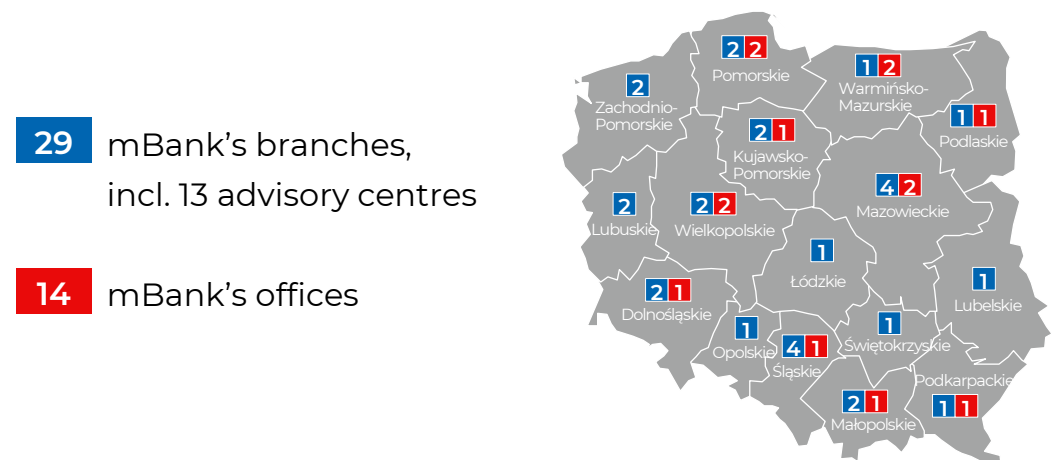 29 mBank's branches,
incl. 13 advisory centres
14 mBank's offices
2 2
Pomorskie
1 2
Warmińsko-
Mazurskie
2
Zachodnio-
Pomorskie
1 1
Podlaskie
2 1
Kujawsko-
Pomorskie
4 2
Mazowieckie
2
Lubuskie
2 2
Wielkopolskie
1
Łódzkie
1
Lubelskie
2 1
Dolnośląskie
1
Opolskie
4 1
Śląskie
1
Świętokrzyskie
2 1
Małopolskie
Podkarpackie
1 1